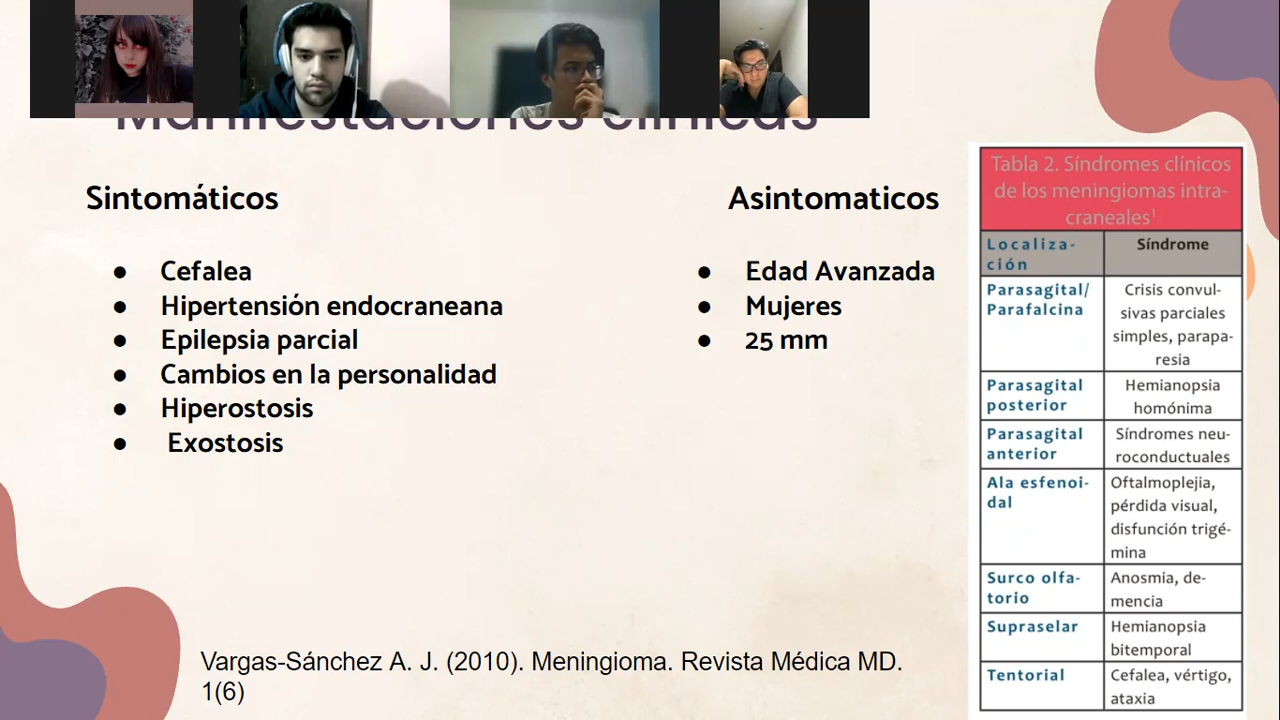 Manifestaciones clínicas
Sintomáticos
● Cefalea
● Hipertensión endocraneana
● Epilepsia parcial
● Cambios en la personalidad
● Hiperostosis
● Exostosis
Asintomaticos
● Edad Avanzada
● Mujeres
● 25 mm
Tabla 2. Síndromes clínicos
de los meningiomas intra-
craneales¹
Localiza-
ción
Síndrome
Parasagital/
Parafalcina
Crisis convul-
sivas parciales
simples, parapa-
resia
Parasagital
posterior
Hemianopsia
homónima
Parasagital
anterior
Síndromes neu-
roconductuales
Ala esfenoi-
dal
Oftalmoplejia,
pérdida visual,
disfunción trigé-
mina
Surco olfa-
torio
Anosmia, de-
mencia
Supraselar
Hemianopsia
bitemporal
Tentorial
Cefalea, vértigo,
ataxia
Vargas-Sánchez A. J. (2010). Meningioma. Revista Médica MD.
1(6)